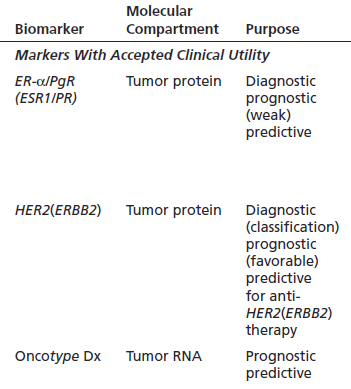 Biomarker Molecular Compartment Purpose
Markers With Accepted Clinical Utility
ER-α/PgR Tumor protein Diagnostic
(ESR1/PR) prognostic
(weak)
predictive
HER2(ERBB2) Tumor protein Diagnostic
(classification)
prognostic
(favorable)
predictive
for anti-
HER2(ERBB2)
therapy
Oncotype Dx Tumor RNA Prognostic
predictive